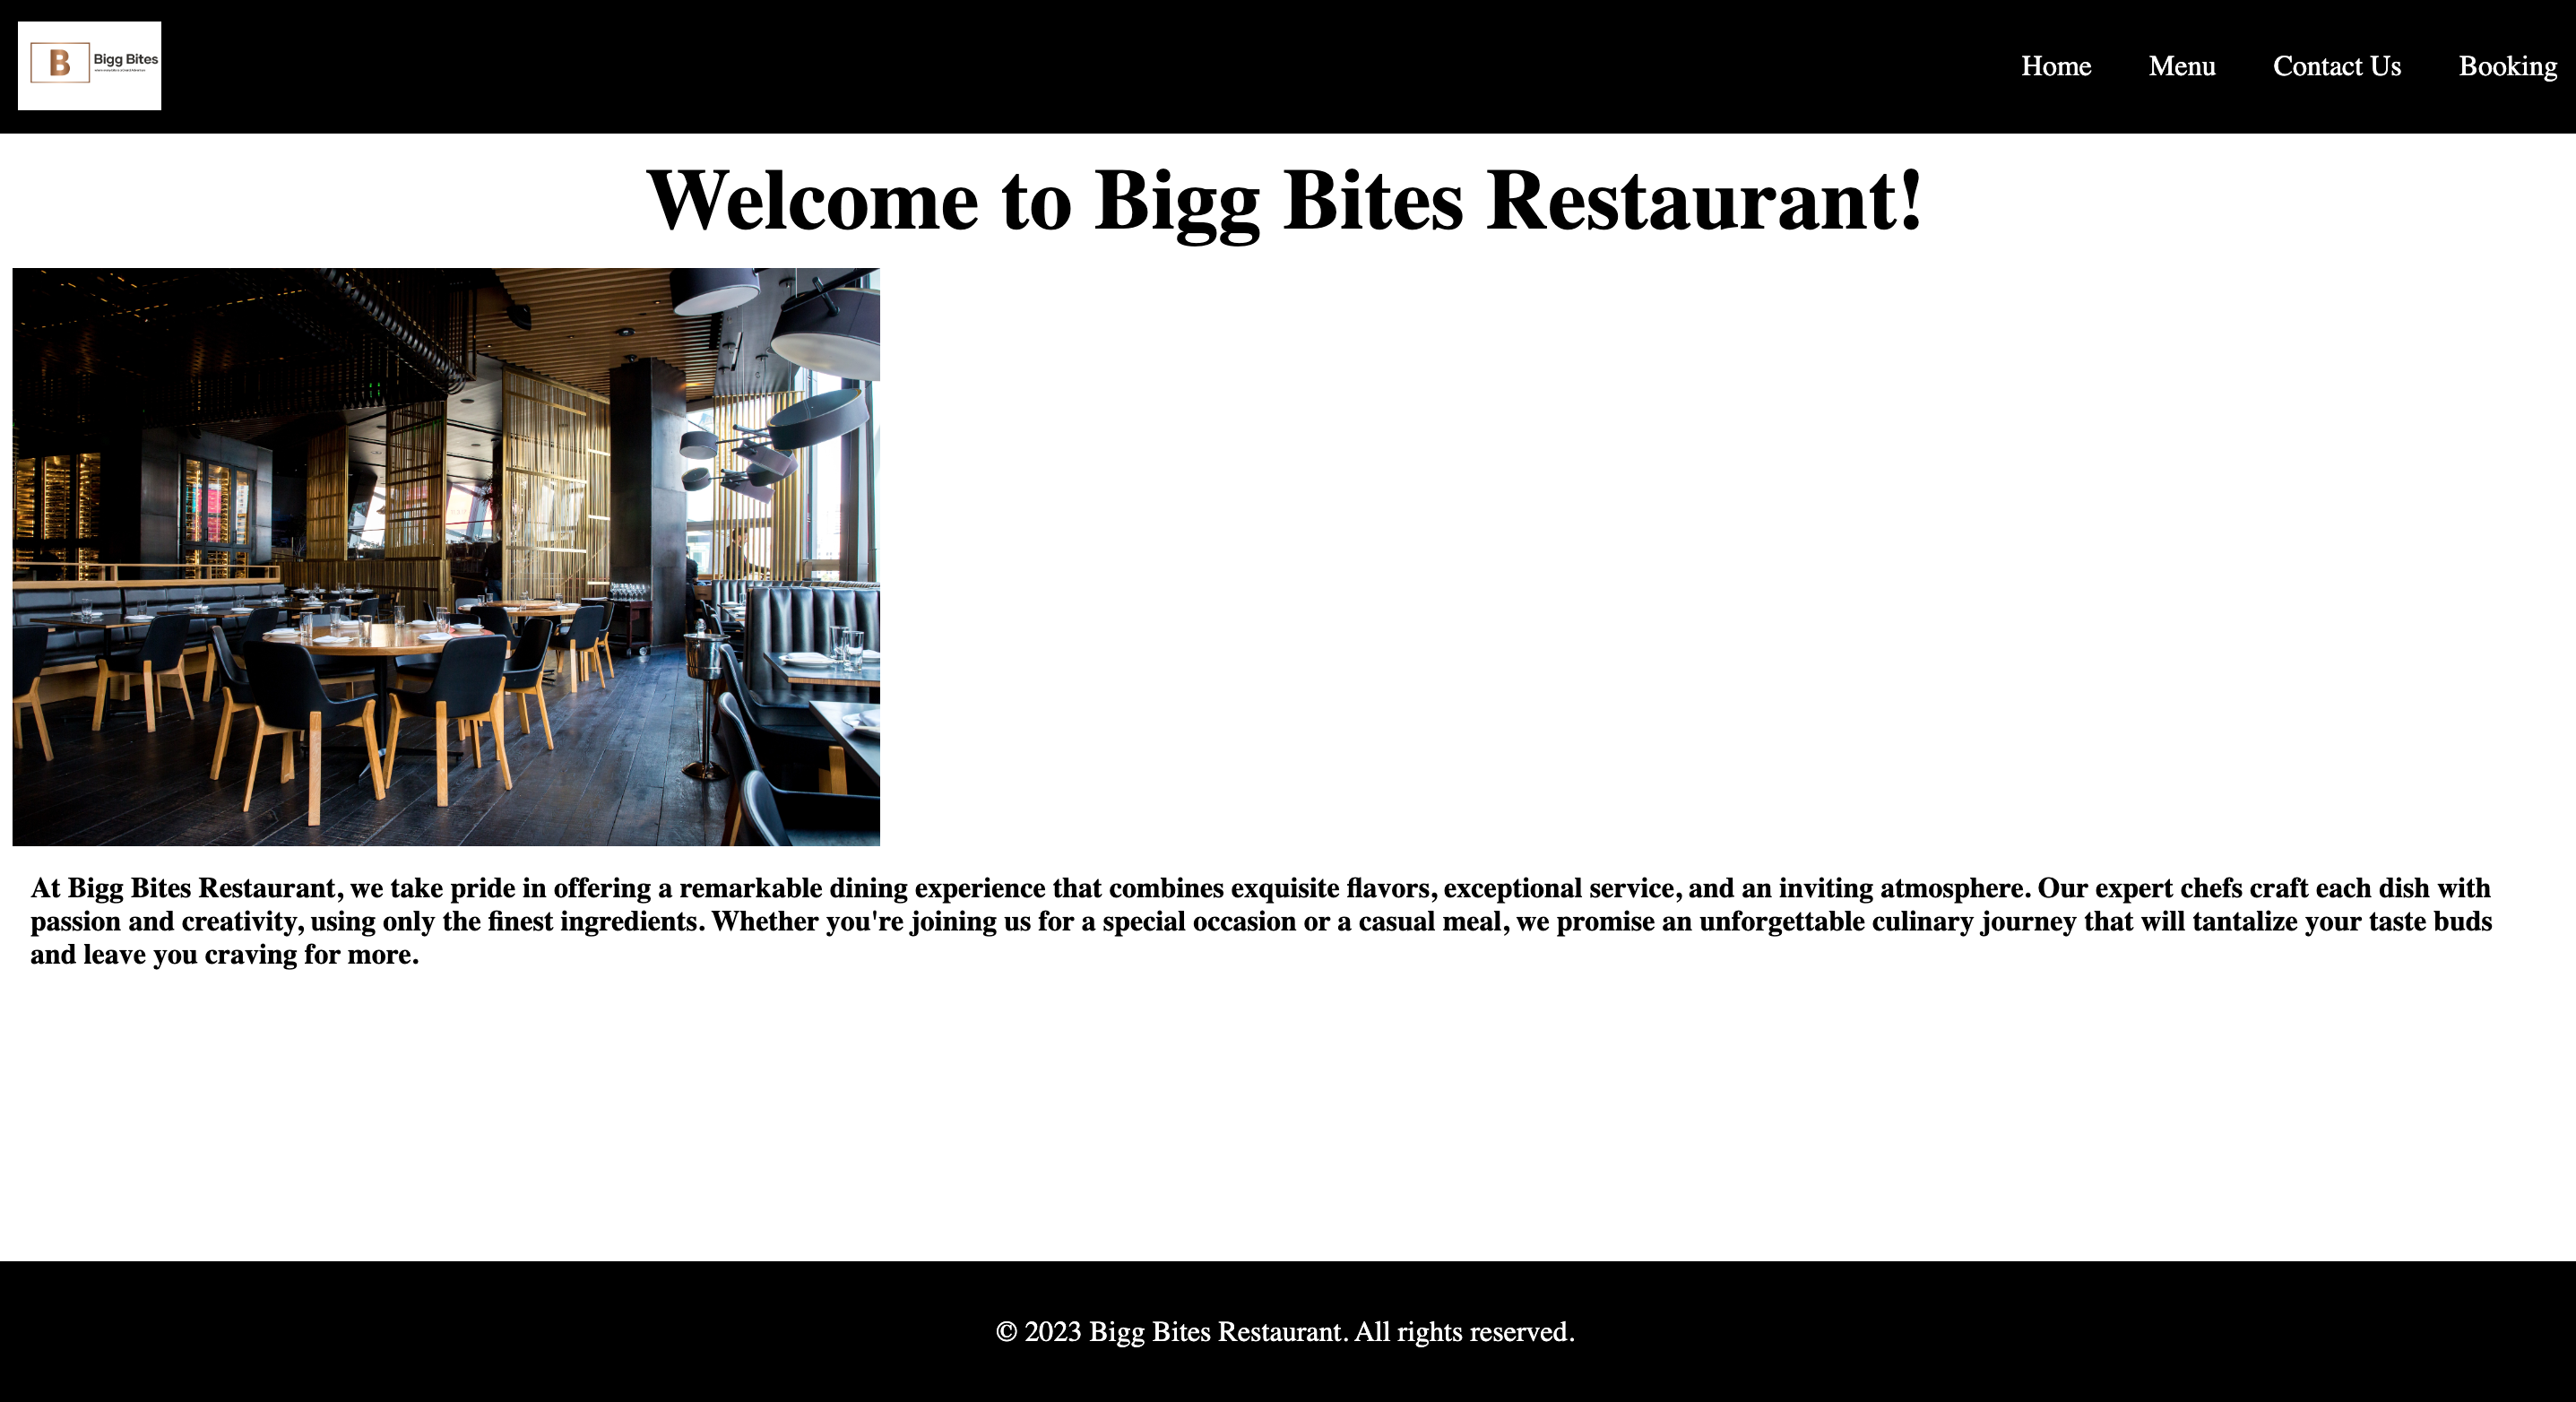 B
Bigg Bites
Home
Menu
Contact Us
Booking
Welcome to Bigg Bites Restaurant!
At Bigg Bites Restaurant, we take pride in offering a remarkable dining experience that combines exquisite flavors, exceptional service, and an inviting atmosphere. Our expert chefs craft each dish with
passion and creativity, using only the finest ingredients. Whether you're joining us for a special occasion or a casual meal, we promise an unforgettable culinary journey that will tantalize your taste buds
and leave you craving for more.
© 2023 Bigg Bites Restaurant. All rights reserved.